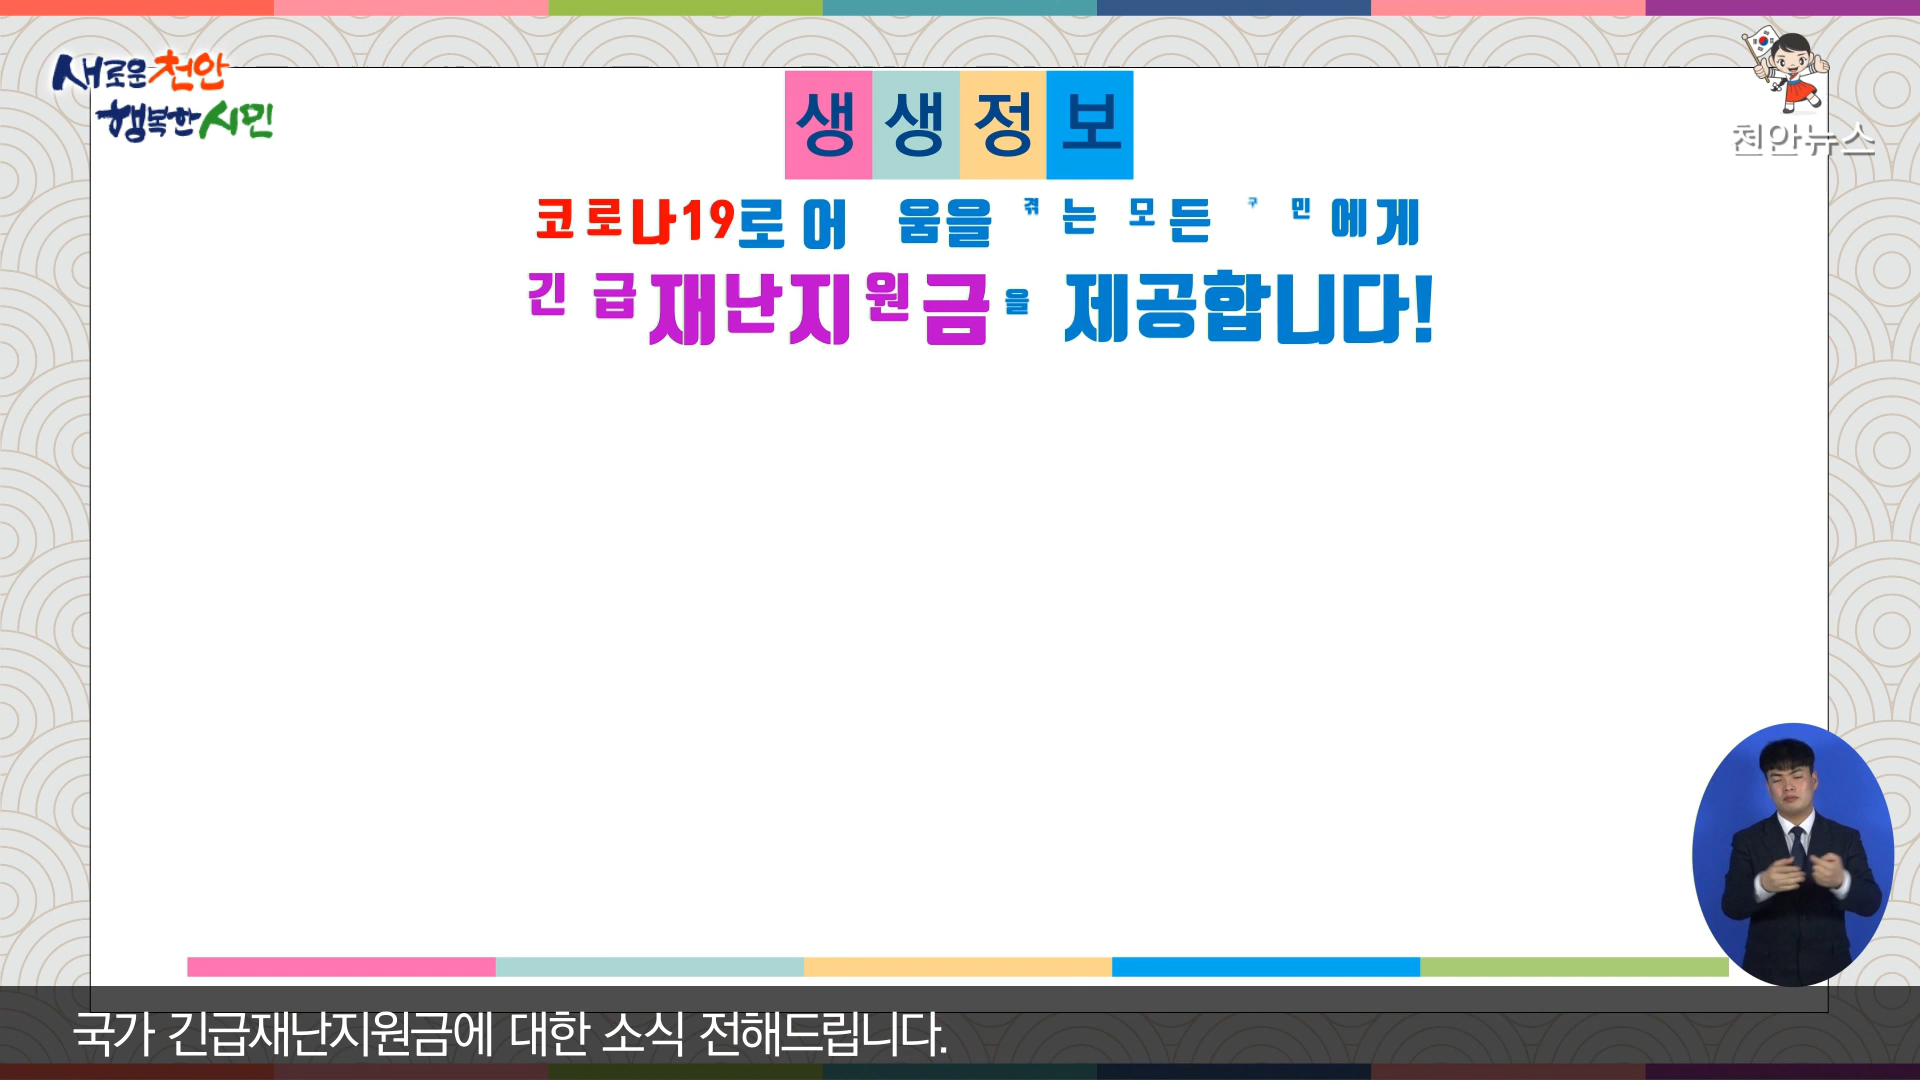 새로운 천안
행복한 시민
생생정보
천안뉴스
코로나19로 어 움을 겪는 모든 구민에게
긴급재난지원금을 제공합니다!
국가 긴급재난지원금에 대한 소식 전해드립니다.